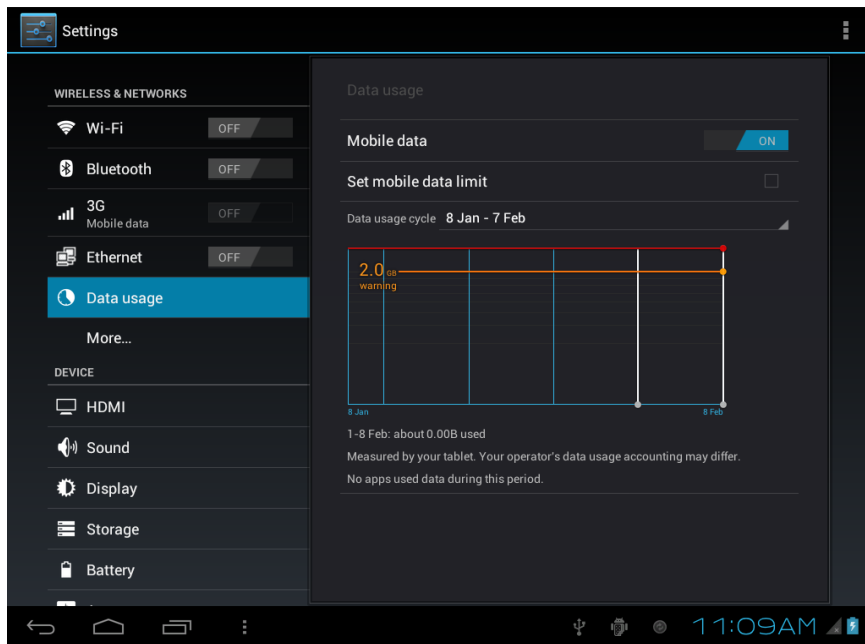 Settings
WIRELESS & NETWORKS
Wi-Fi OFF
Bluetooth OFF
3G OFF
Mobile data
Ethernet OFF
Data usage
More...
DEVICE
HDMI
Sound
Display
Storage
Battery
Data usage
Mobile data ON
Set mobile data limit
Data usage cycle 8 Jan - 7 Feb
2.0 GB
warning
8 Jan 8 Feb
1-8 Feb: about 0.00B used
Measured by your tablet. Your operator's data usage accounting may differ.
No apps used data during this period.
11:09AM